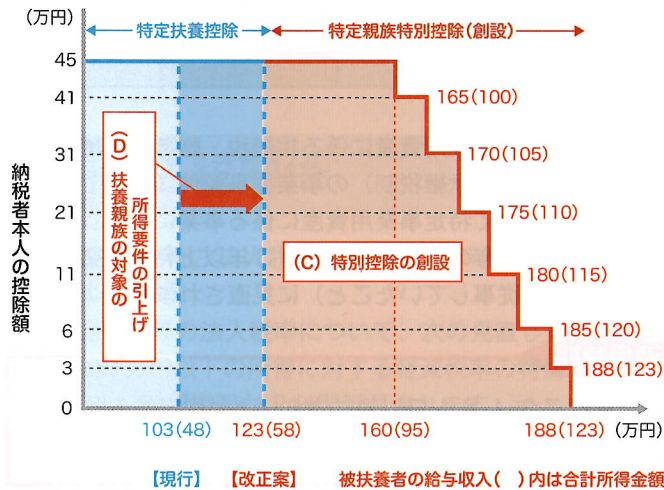 (万円)
特定扶養控除
特定親族特別控除(創設)
45
41
31
21
11
6
3
0
納税者本人の控除額
(D) 扶養親族の対象の
所得要件の引上げ
(C) 特別控除の創設
165(100)
170(105)
175(110)
180(115)
185(120)
188(123)
103(48)
123(58)
160(95)
188(123)
(万円)
【現行】
【改正案】
被扶養者の給与収入( )内は合計所得金額